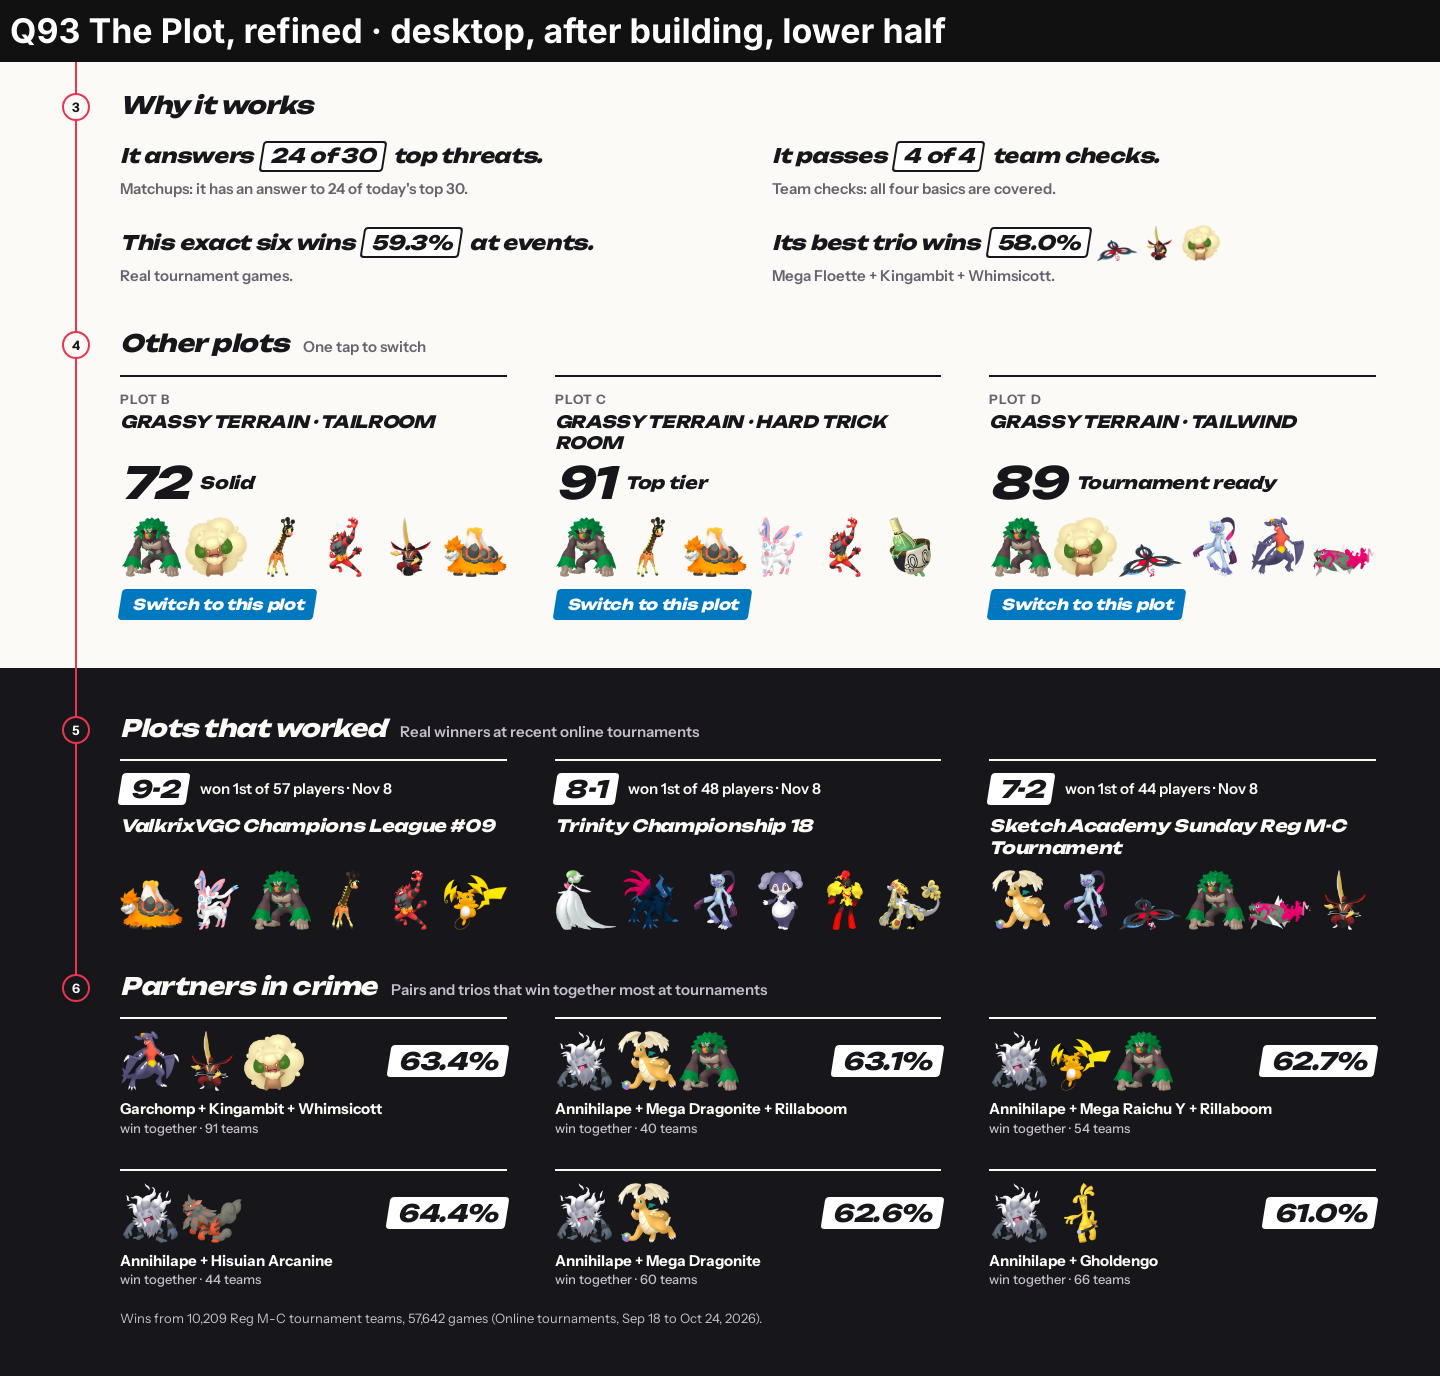 Q93 The Plot, refined · desktop, after building, lower half
3
Why it works
It answers 24 of 30 top threats.
Matchups: it has an answer to 24 of today's top 30.
It passes 4 of 4 team checks.
Team checks: all four basics are covered.
This exact six wins 59.3% at events.
Real tournament games.
Its best trio wins 58.0%
Mega Floette + Kingambit + Whimsicott.
4
Other plots One tap to switch
PLOT B
GRASSY TERRAIN · TAILROOM
72 Solid
Switch to this plot
PLOT C
GRASSY TERRAIN · HARD TRICK
ROOM
91 Top tier
Switch to this plot
PLOT D
GRASSY TERRAIN · TAILWIND
89 Tournament ready
Switch to this plot
5
Plots that worked Real winners at recent online tournaments
9-2 won 1st of 57 players · Nov 8
ValkrixVGC Champions League #09
8-1 won 1st of 48 players · Nov 8
Trinity Championship 18
7-2 won 1st of 44 players · Nov 8
Sketch Academy Sunday Reg M-C
Tournament
6
Partners in crime Pairs and trios that win together most at tournaments
63.4%
Garchomp + Kingambit + Whimsicott
win together · 91 teams
63.1%
Annihilape + Mega Dragonite + Rillaboom
win together · 40 teams
62.7%
Annihilape + Mega Raichu Y + Rillaboom
win together · 54 teams
64.4%
Annihilape + Hisuian Arcanine
win together · 44 teams
62.6%
Annihilape + Mega Dragonite
win together · 60 teams
61.0%
Annihilape + Gholdengo
win together · 66 teams
Wins from 10,209 Reg M-C tournament teams, 57,642 games (Online tournaments, Sep 18 to Oct 24, 2026).